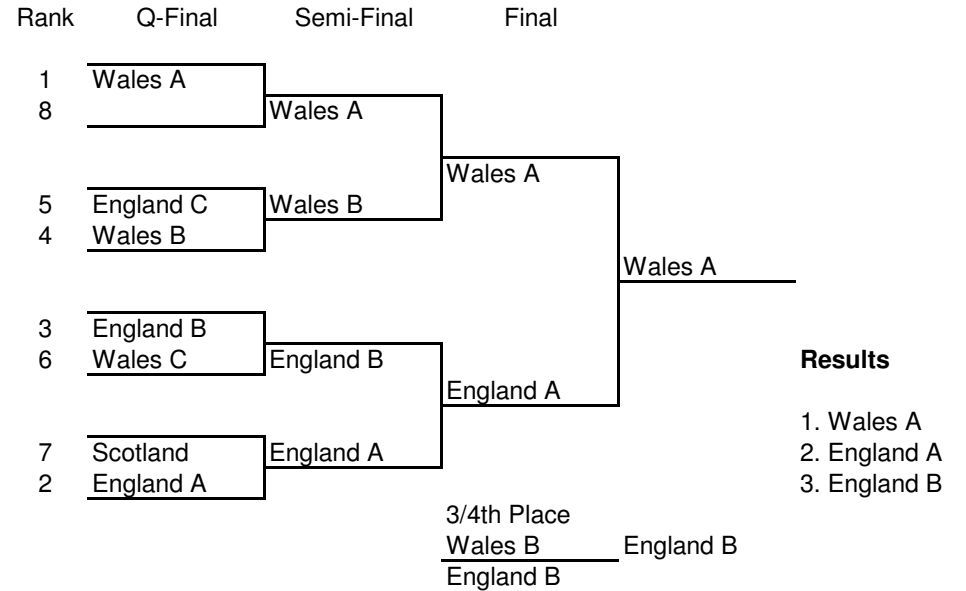 Rank Q-Final Semi-Final Final
1 Wales A
8 Wales A
Wales A
5 England C Wales B
4 Wales B
Wales A
3 England B
6 Wales C England B Results
England A
1. Wales A
7 Scotland England A 2. England A
2 England A 3. England B
3/4th Place
Wales B England B
England B